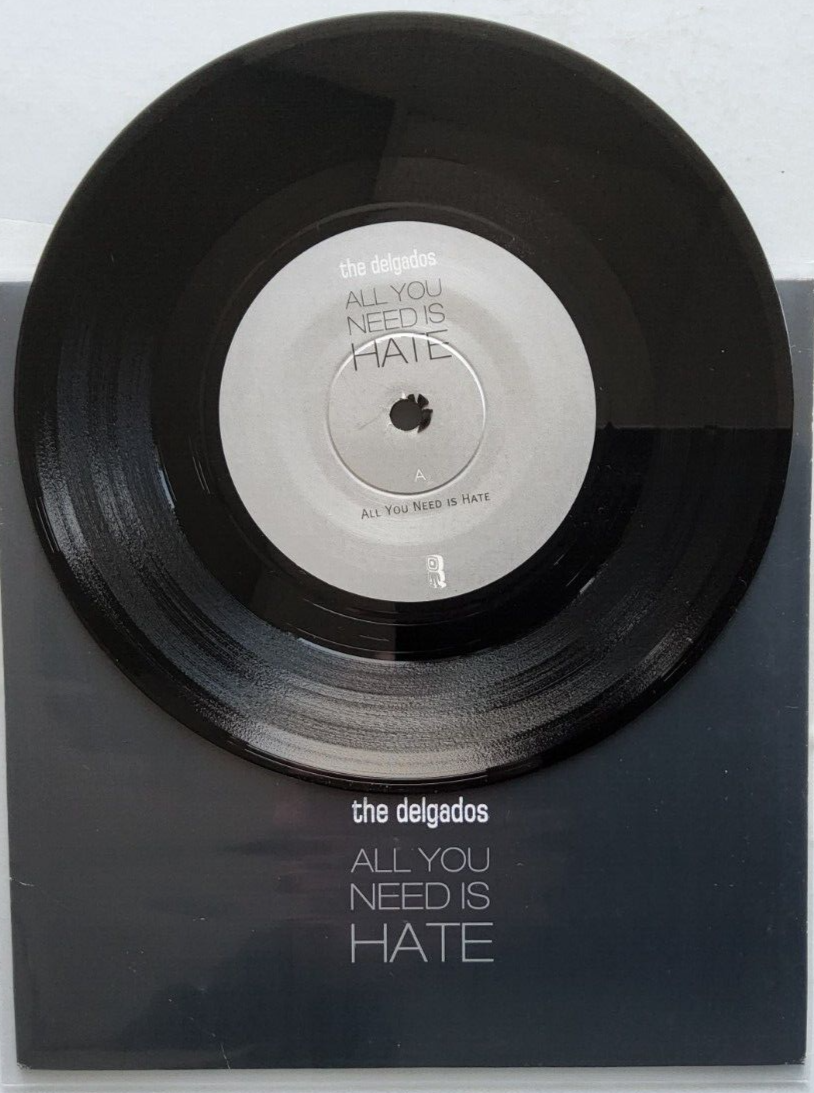 the delgados
ALL YOU
NEED IS
HATE
A
All You Need is Hate
the delgados
ALL YOU
NEED IS
HATE